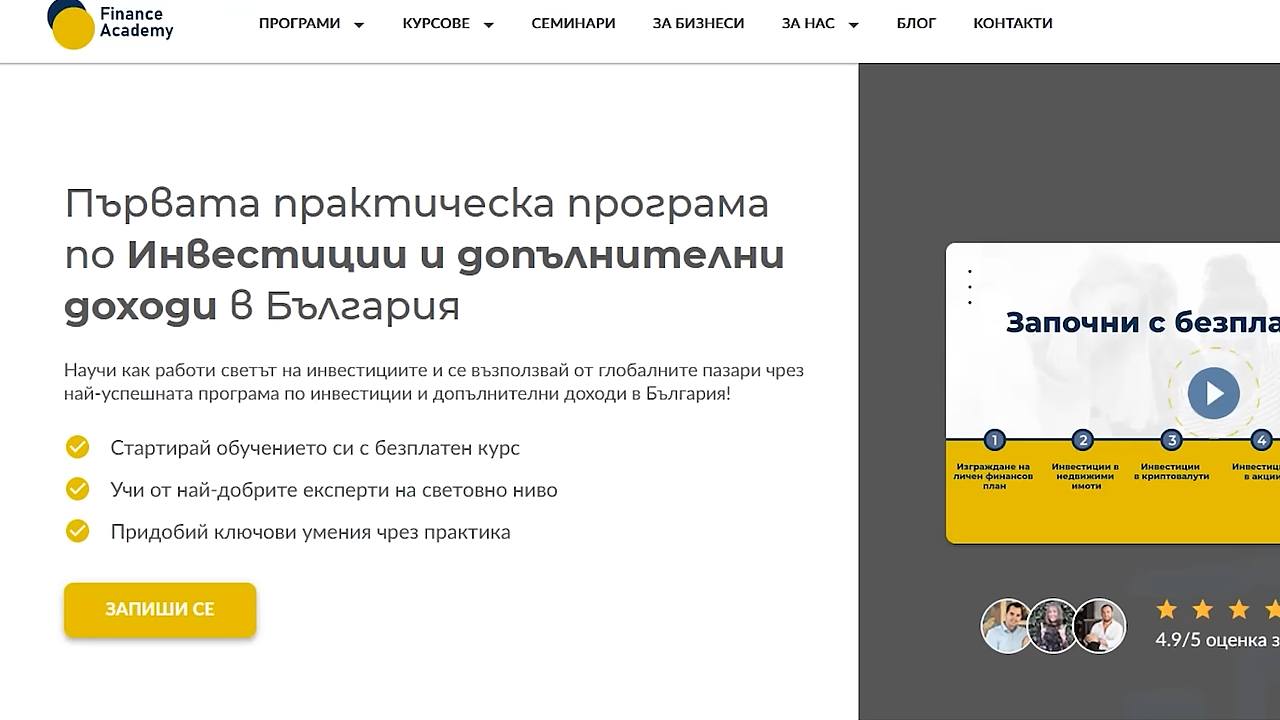 Finance
Academy
ПРОГРАМИ
КУРСОВЕ
СЕМИНАРИ
ЗА БИЗНЕСИ
ЗА НАС
БЛОГ
КОНТАКТИ
Първата практическа програма
по Инвестиции и допълнителни
доходи в България
Научи как работи светът на инвестициите и се възползвай от глобалните пазари чрез
най-успешната програма по инвестиции и допълнителни доходи в България!
Стартирай обучението си с безплатен курс
Учи от най-добрите експерти на световно ниво
Придобий ключови умения чрез практика
ЗАПИШИ СЕ
Започни с безпла
1 2 3 4
Изграждане на
личен финансов
план
Инвестиции в
недвижими
имоти
Инвестиции
в криптовалути
Инвестиц
в акции
4.9/5 оценка з